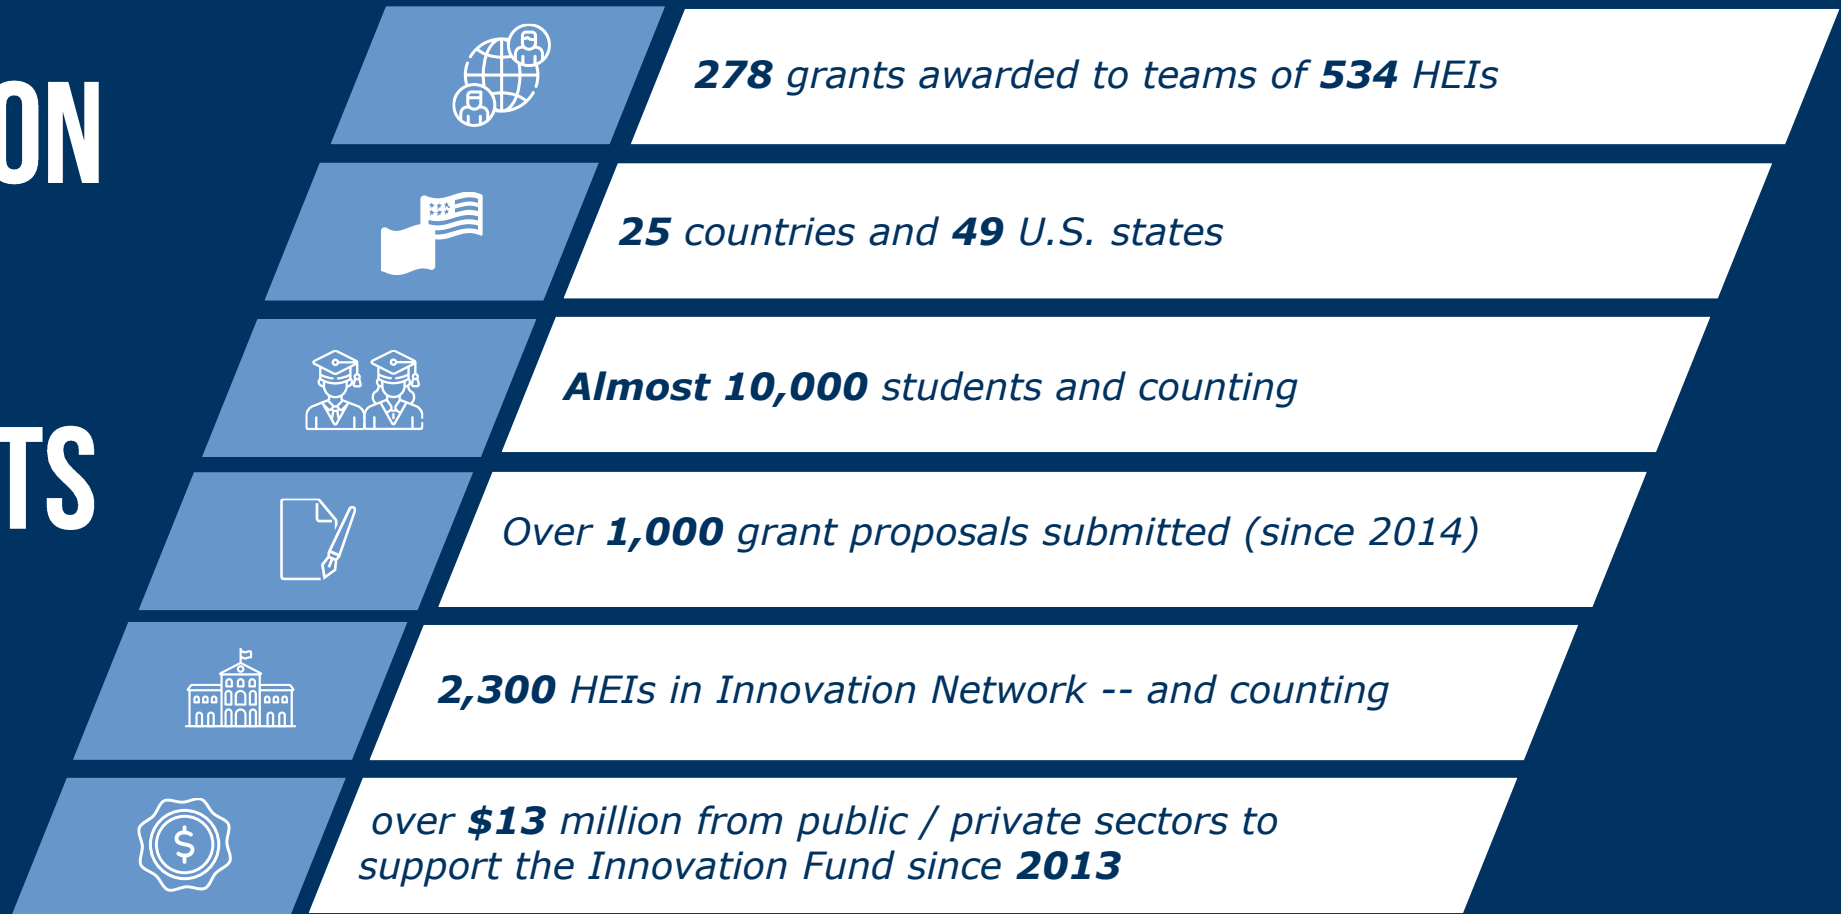 ON
TS
278 grants awarded to teams of 534 HEIs
25 countries and 49 U.S. states
Almost 10,000 students and counting
Over 1,000 grant proposals submitted (since 2014)
2,300 HEIs in Innovation Network -- and counting
over $13 million from public / private sectors to
support the Innovation Fund since 2013
$